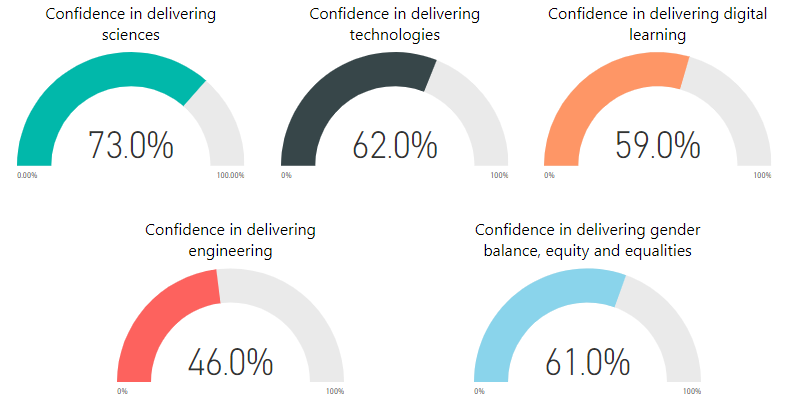 Confidence in delivering
sciences
73.0%
0.00%
100.00%
Confidence in delivering
technologies
62.0%
0%
100%
Confidence in delivering digital
learning
59.0%
0%
100%
Confidence in delivering
engineering
46.0%
0%
100%
Confidence in delivering gender
balance, equity and equalities
61.0%
0%
100%